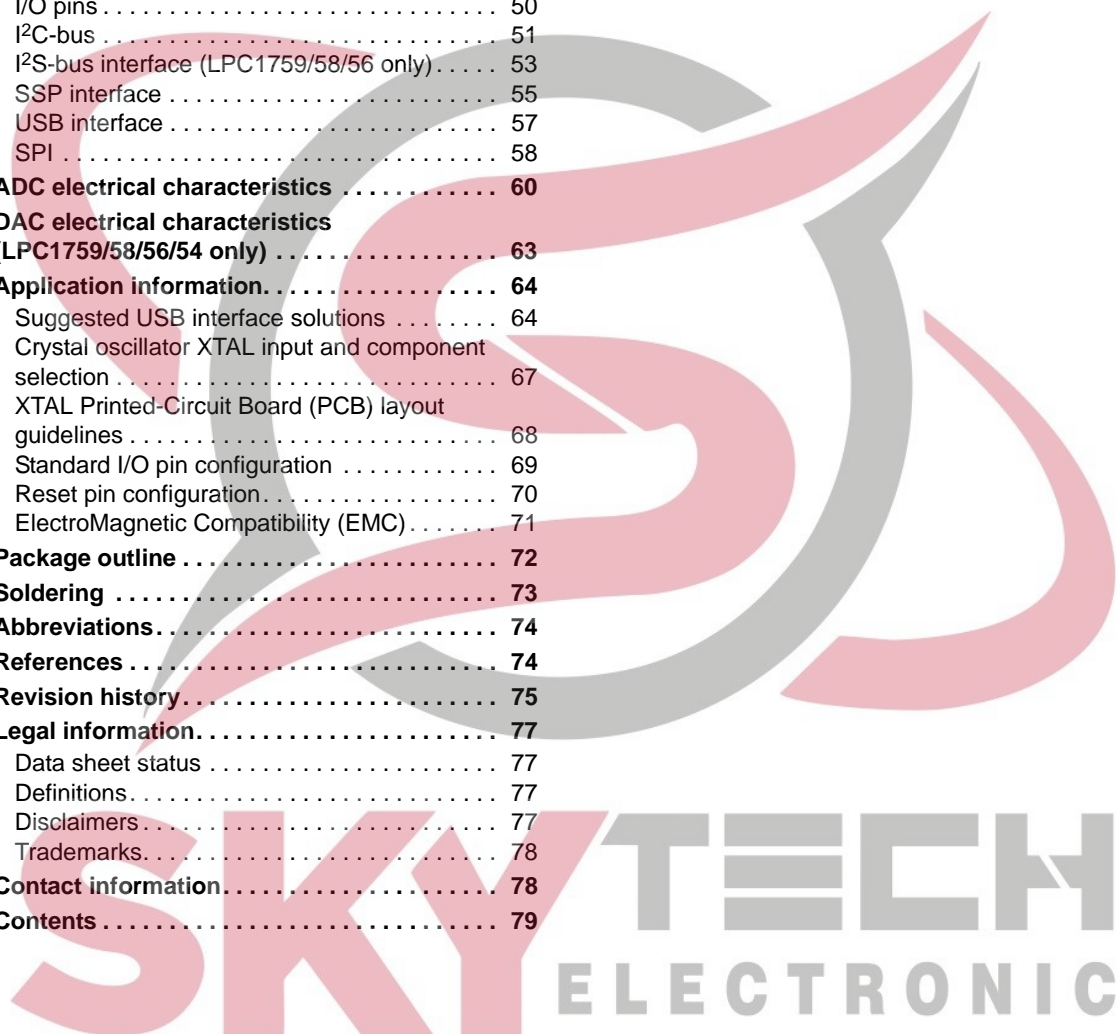 I/O pins . . . . . . . . . . . . . . . . . . . . . . . . . . . . . . . 50
I²C-bus . . . . . . . . . . . . . . . . . . . . . . . . . . . . . . . 51
I²S-bus interface (LPC1759/58/56 only) . . . . . 53
SSP interface . . . . . . . . . . . . . . . . . . . . . . . . . . 55
USB interface . . . . . . . . . . . . . . . . . . . . . . . . . . 57
SPI . . . . . . . . . . . . . . . . . . . . . . . . . . . . . . . . . . 58
ADC electrical characteristics . . . . . . . . . . . . 60
DAC electrical characteristics
(LPC1759/58/56/54 only) . . . . . . . . . . . . . . . . . 63
Application information. . . . . . . . . . . . . . . . . . 64
Suggested USB interface solutions . . . . . . . . 64
Crystal oscillator XTAL input and component
selection . . . . . . . . . . . . . . . . . . . . . . . . . . . . . 67
XTAL Printed-Circuit Board (PCB) layout
guidelines . . . . . . . . . . . . . . . . . . . . . . . . . . . . 68
Standard I/O pin configuration . . . . . . . . . . . . 69
Reset pin configuration. . . . . . . . . . . . . . . . . . 70
ElectroMagnetic Compatibility (EMC) . . . . . . . 71
Package outline . . . . . . . . . . . . . . . . . . . . . . . . 72
Soldering . . . . . . . . . . . . . . . . . . . . . . . . . . . . . 73
Abbreviations. . . . . . . . . . . . . . . . . . . . . . . . . . 74
References . . . . . . . . . . . . . . . . . . . . . . . . . . . . 74
Revision history. . . . . . . . . . . . . . . . . . . . . . . . 75
Legal information. . . . . . . . . . . . . . . . . . . . . . . 77
Data sheet status . . . . . . . . . . . . . . . . . . . . . . 77
Definitions. . . . . . . . . . . . . . . . . . . . . . . . . . . . 77
Disclaimers . . . . . . . . . . . . . . . . . . . . . . . . . . . 77
Trademarks. . . . . . . . . . . . . . . . . . . . . . . . . . . 78
Contact information. . . . . . . . . . . . . . . . . . . . . 78
Contents . . . . . . . . . . . . . . . . . . . . . . . . . . . . . 79
SKYTECH
ELECTRONIC